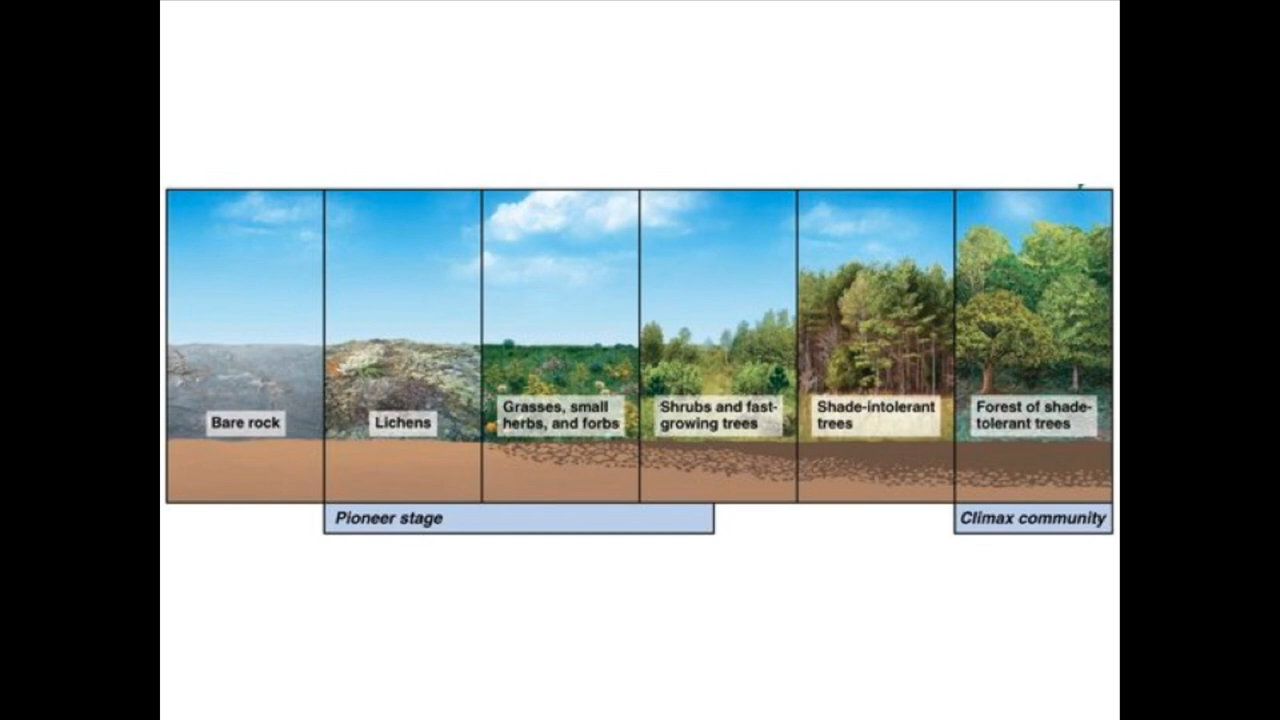 Bare rock
Lichens
Grasses, small
herbs, and forbs
Shrubs and fast-
growing trees
Shade-intolerant
trees
Forest of shade-
tolerant trees
Pioneer stage
Climax community